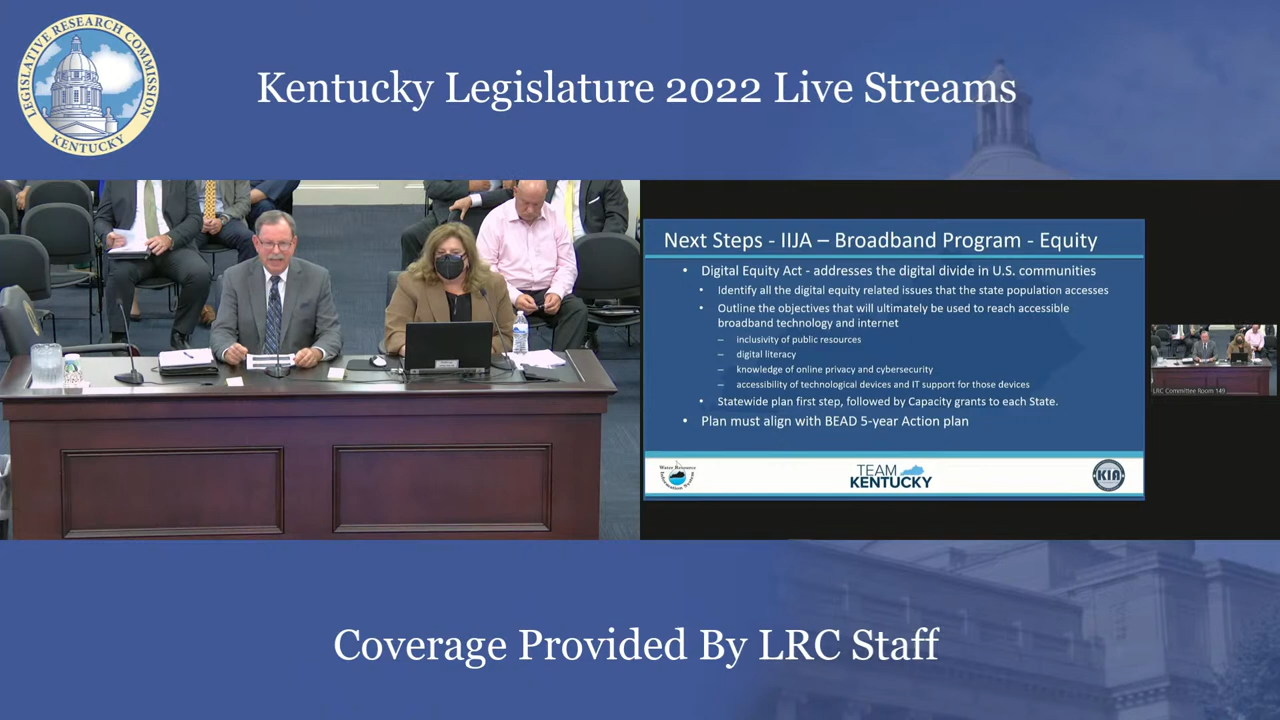 LEGISLATIVE RESEARCH COMMISSION
KENTUCKY
Kentucky Legislature 2022 Live Streams
Next Steps - IIJA – Broadband Program - Equity
• Digital Equity Act - addresses the digital divide in U.S. communities
• Identify all the digital equity related issues that the state population accesses
• Outline the objectives that will ultimately be used to reach accessible
broadband technology and internet
– inclusivity of public resources
– digital literacy
– knowledge of online privacy and cybersecurity
– accessibility of technological devices and IT support for those devices
• Statewide plan first step, followed by Capacity grants to each State.
• Plan must align with BEAD 5-year Action plan
Water Resource
Information System
TEAM
KENTUCKY
KIA
LRC Committee Room 149
Coverage Provided By LRC Staff